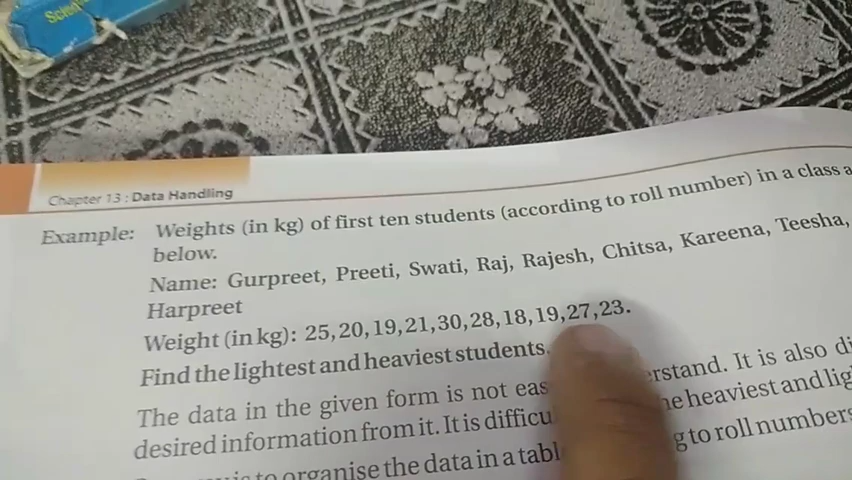 Chapter 13 : Data Handling
Example: Weights (in kg) of first ten students (according to roll number) in a class a
below.
Name: Gurpreet, Preeti, Swati, Raj, Rajesh, Chitsa, Kareena, Teesha,
Harpreet
Weight (in kg): 25,20,19,21,30,28,18,19,27,23.
Find the lightest and heaviest students.
The data in the given form is not eas understand. It is also di
desired information from it. It is difficu the heaviest and lig
to organise the data in a tabl to roll numbers